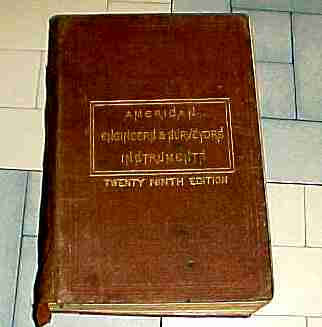 AMERICAN
ENGINEERS & SURVEYORS
INSTRUMENTS
TWENTY NINTH EDITION